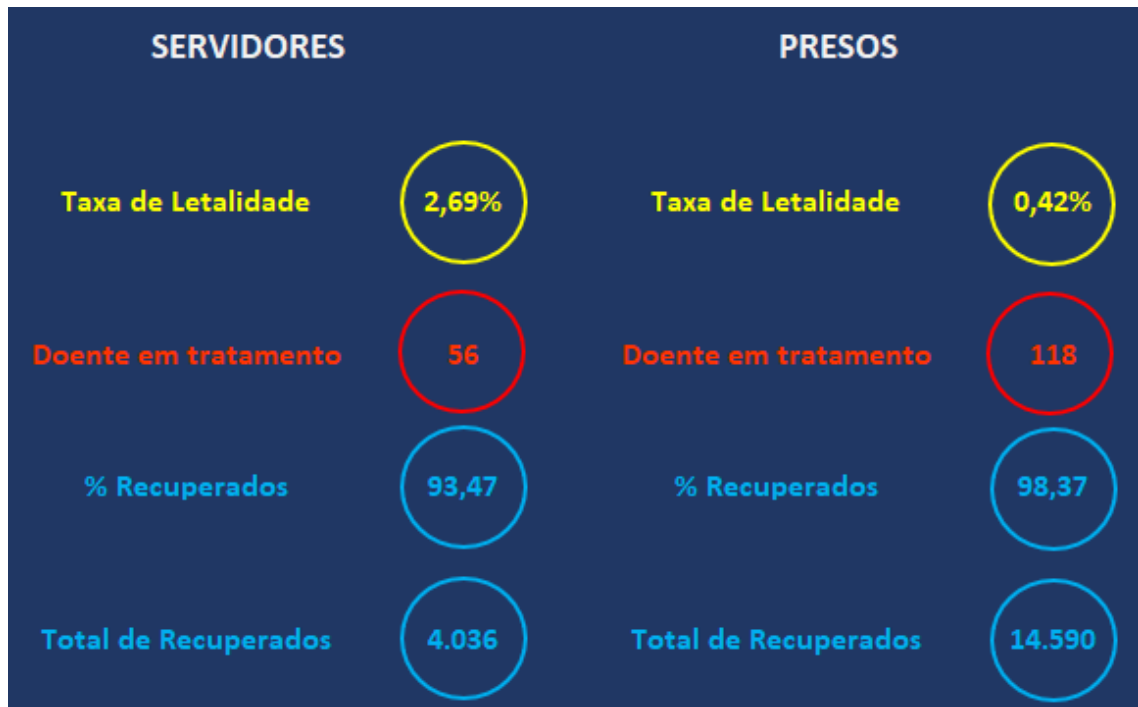 SERVIDORES
Taxa de Letalidade 2,69%
Doente em tratamento 56
% Recuperados 93,47
Total de Recuperados 4.036
PRESOS
Taxa de Letalidade 0,42%
Doente em tratamento 118
% Recuperados 98,37
Total de Recuperados 14.590